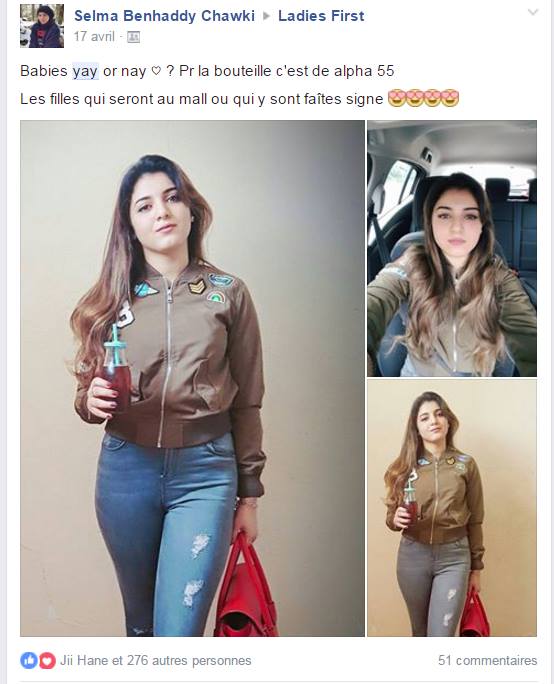 Selma Benhaddy Chawki ▸ Ladies First
17 avril ·
Babies yay or nay ♡ ? Pr la bouteille c'est de alpha 55
Les filles qui seront au mall ou qui y sont faîtes signe 😍😍😍😍
Jii Hane et 276 autres personnes
51 commentaires